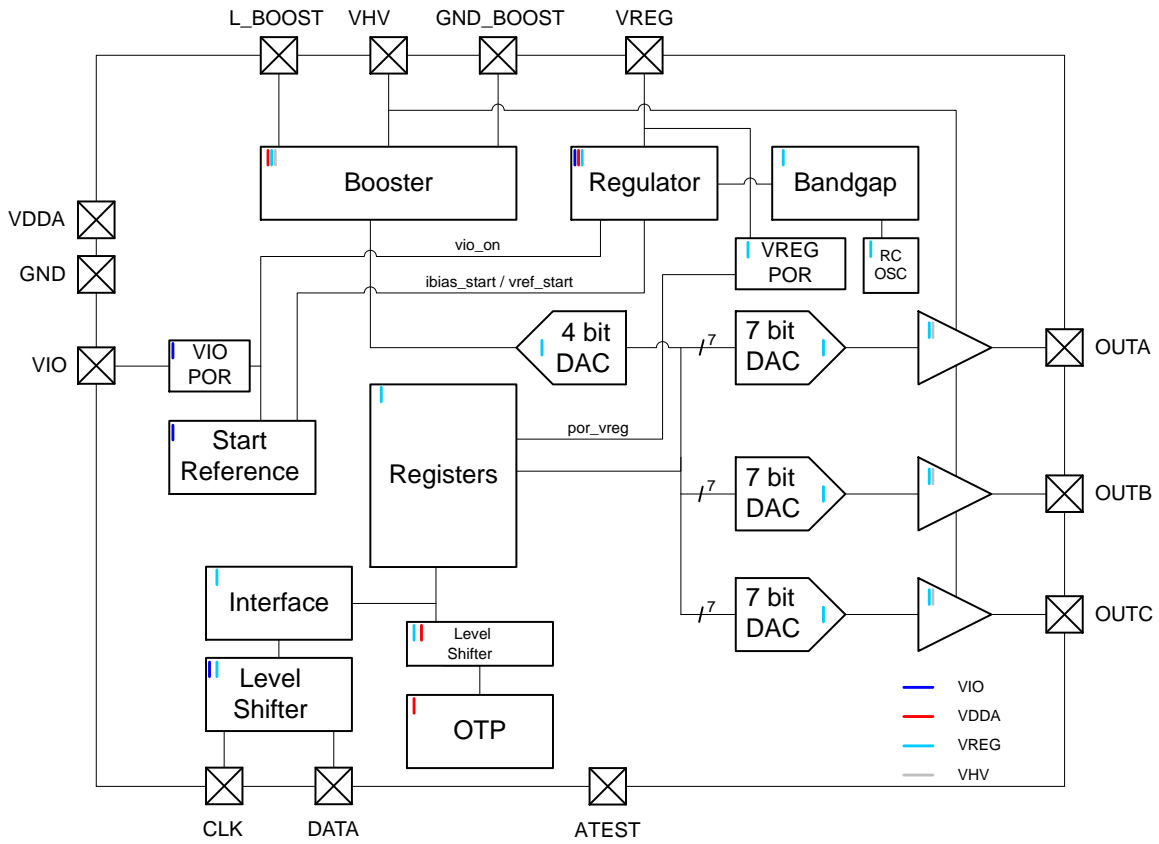 L_BOOST
VHV
GND_BOOST
VREG
Booster
Regulator
Bandgap
VDDA
GND
vio_on
VREG
POR
RC
OSC
ibias_start / vref_start
4 bit
DAC
7
7 bit
DAC
OUTA
VIO
VIO
POR
Start
Reference
por_vreg
Registers
7
7 bit
DAC
OUTB
Interface
7
7 bit
DAC
OUTC
Level
Shifter
Level
Shifter
OTP
VIO
VDDA
VREG
VHV
CLK
DATA
ATEST